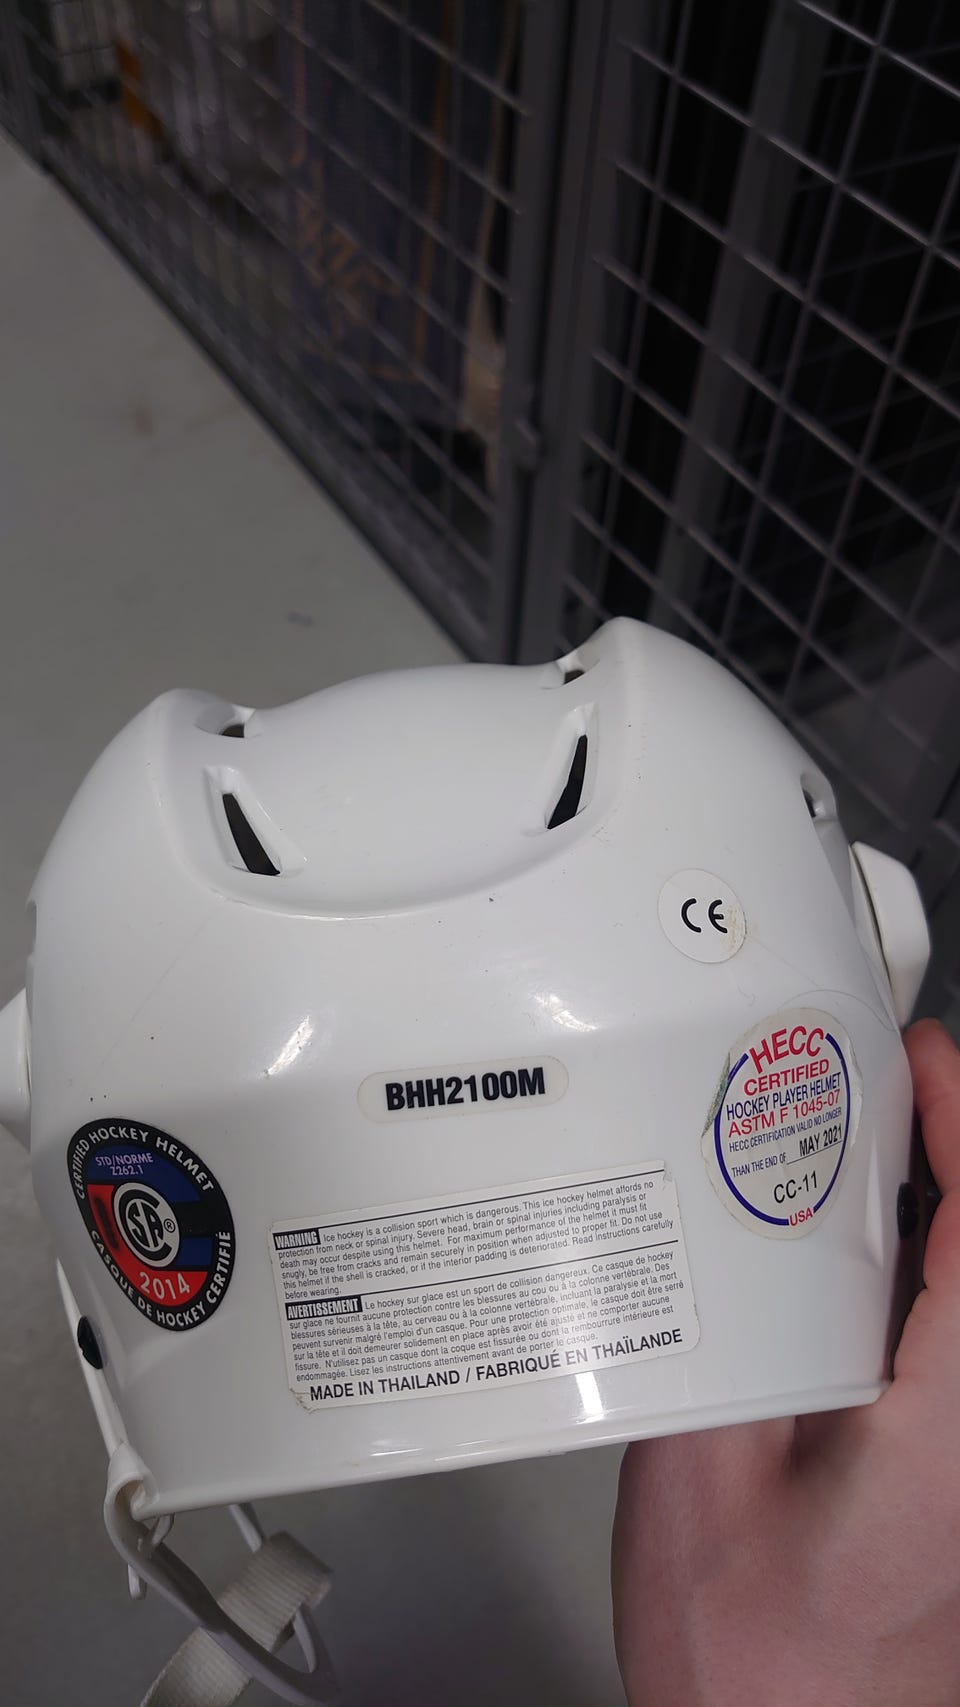 CE
BHH2100M
HECC
CERTIFIED
HOCKEY PLAYER HELMET
ASTM F 1045-07
HECC CERTIFICATION VALID NO LONGER
THAN THE END OF MAY 2021
CC-11
USA
CERTIFIED HOCKEY HELMET
STD/NORME
Z262.1
SA®
2014
CASQUE DE HOCKEY CERTIFIÉ
WARNING Ice hockey is a collision sport which is dangerous. This ice hockey helmet affords no
protection from neck or spinal injury. Severe head, brain or spinal injuries including paralysis or
death may occur despite using this helmet. For maximum performance of the helmet it must fit
snugly, be free from cracks and remain securely in position when adjusted to proper fit. Do not use
this helmet if the shell is cracked, or if the interior padding is deteriorated. Read instructions carefully
before wearing.
AVERTISSEMENT Le hockey sur glace est un sport de collision dangereux. Ce casque de hockey
sur glace ne fournit aucune protection contre les blessures au cou ou à la colonne vertébrale. Des
blessures sérieuses à la tête, au cerveau ou à la colonne vertébrale, incluant la paralysie et la mort
peuvent survenir malgré l'emploi d'un casque. Pour une protection optimale, le casque doit être serré
sur la tête et il doit demeurer solidement en place après avoir été ajusté et ne comporter aucune
fissure. N'utilisez pas un casque dont la coque est fissurée ou dont la rembourrure intérieure est
endommagée. Lisez les instructions attentivement avant de porter le casque.
MADE IN THAILAND / FABRIQUÉ EN THAÏLANDE